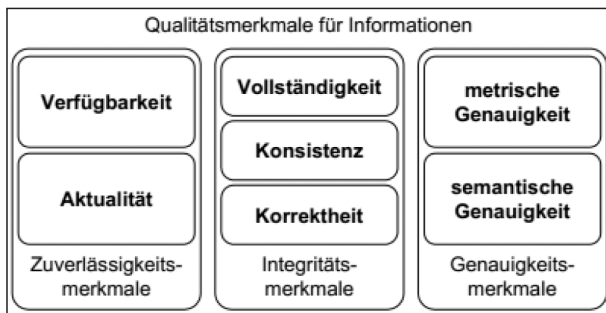 Qualitätsmerkmale für Informationen
Verfügbarkeit
Aktualität
Zuverlässigkeits-
merkmale
Vollständigkeit
Konsistenz
Korrektheit
Integritäts-
merkmale
metrische
Genauigkeit
semantische
Genauigkeit
Genauigkeits-
merkmale